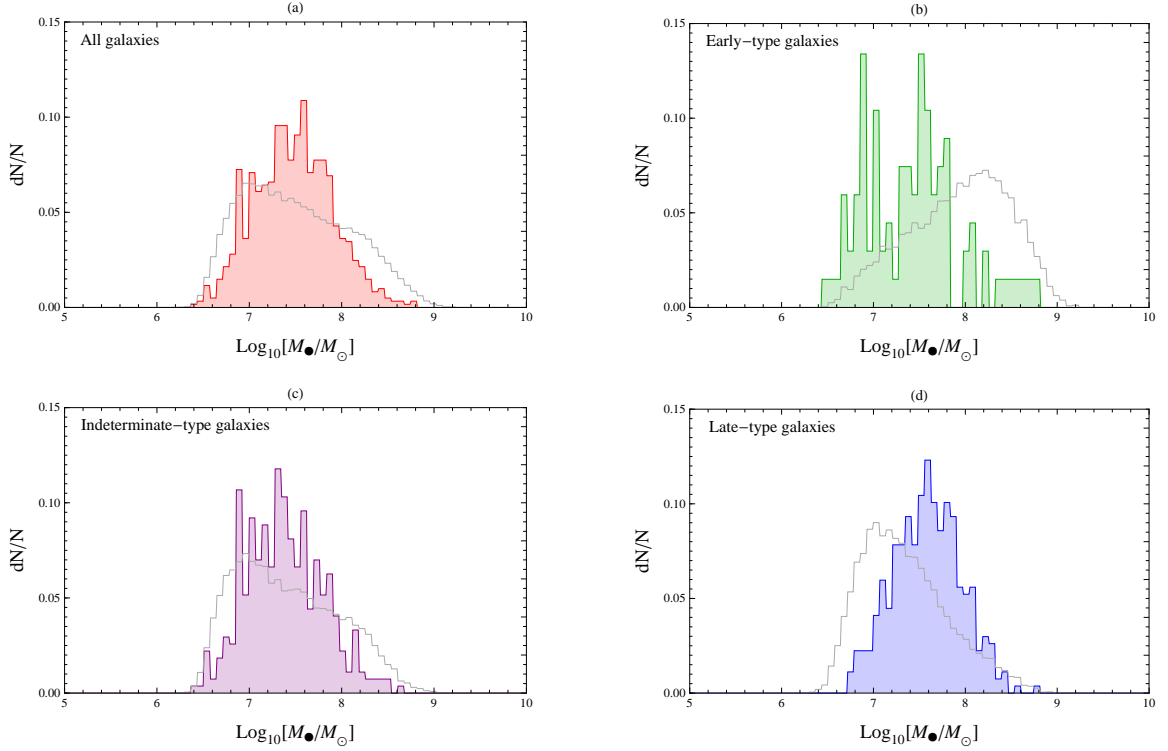 (a)
All galaxies
0.15
0.10
0.05
0.00
dN/N
5 6 7 8 9 10
Log₁₀[M●/M⊙]
(b)
Early−type galaxies
0.15
0.10
0.05
0.00
dN/N
5 6 7 8 9 10
Log₁₀[M●/M⊙]
(c)
Indeterminate−type galaxies
0.15
0.10
0.05
0.00
dN/N
5 6 7 8 9 10
Log₁₀[M●/M⊙]
(d)
Late−type galaxies
0.15
0.10
0.05
0.00
dN/N
5 6 7 8 9 10
Log₁₀[M●/M⊙]